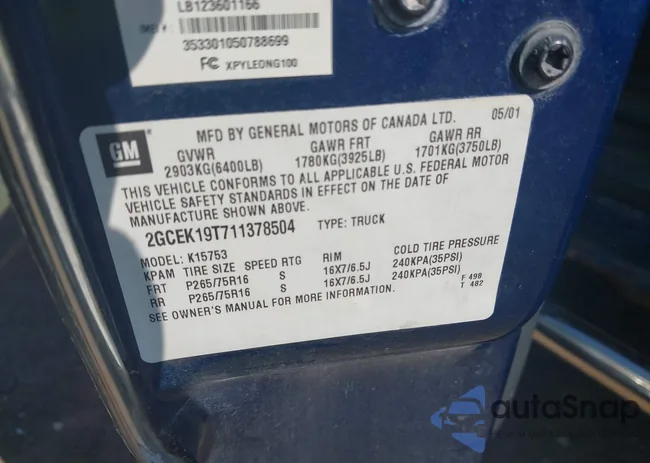 LB123601166
IMEI #:
353301050788699
FC XPYLEONG100
05/01
GM
MFD BY GENERAL MOTORS OF CANADA LTD.
GVWR GAWR FRT GAWR RR
2903KG(6400LB) 1780KG(3925LB) 1701KG(3750LB)
THIS VEHICLE CONFORMS TO ALL APPLICABLE U.S. FEDERAL MOTOR
VEHICLE SAFETY STANDARDS IN EFFECT ON THE DATE OF
MANUFACTURE SHOWN ABOVE.
2GCEK19T711378504 TYPE: TRUCK
MODEL: K15753
KPAM TIRE SIZE SPEED RTG RIM COLD TIRE PRESSURE
FRT P265/75R16 S 16X7/6.5J 240KPA(35PSI)
RR P265/75R16 S 16X7/6.5J 240KPA(35PSI)
SEE OWNER'S MANUAL FOR MORE INFORMATION.
F 498
T 482
autoSnap